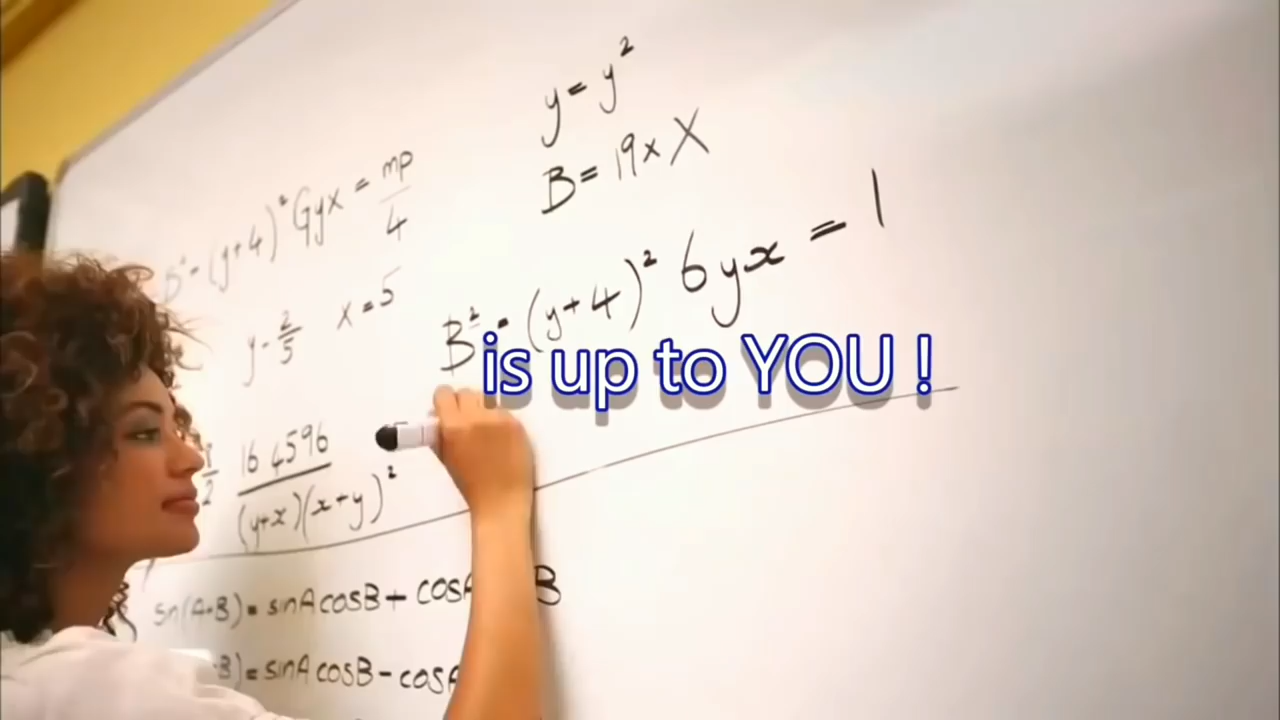 y = y²
B = 19x X
B² - (y+4)² GyX = mp/4
B² - (y+4)² 6yx = 1
y - 2/5 x = 5
is up to YOU !
16 4596
(y+x)(x+y)²
sin(A+B) = sinA cosB + cosA B
B) = sinA cosB - cosA